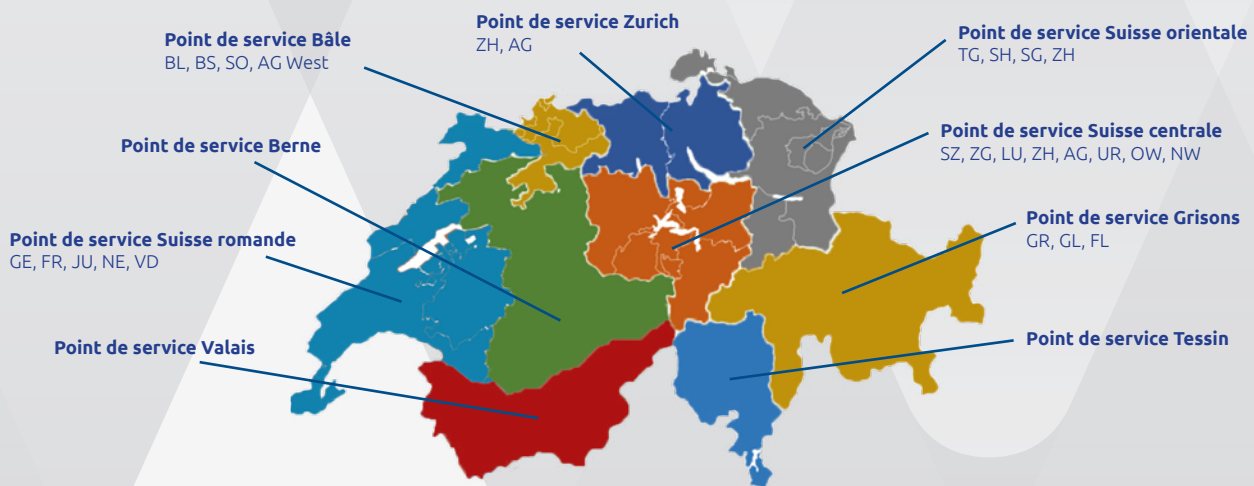 Point de service Zurich
ZH, AG
Point de service Suisse orientale
TG, SH, SG, ZH
Point de service Bâle
BL, BS, SO, AG West
Point de service Suisse centrale
SZ, ZG, LU, ZH, AG, UR, OW, NW
Point de service Berne
Point de service Grisons
GR, GL, FL
Point de service Suisse romande
GE, FR, JU, NE, VD
Point de service Tessin
Point de service Valais